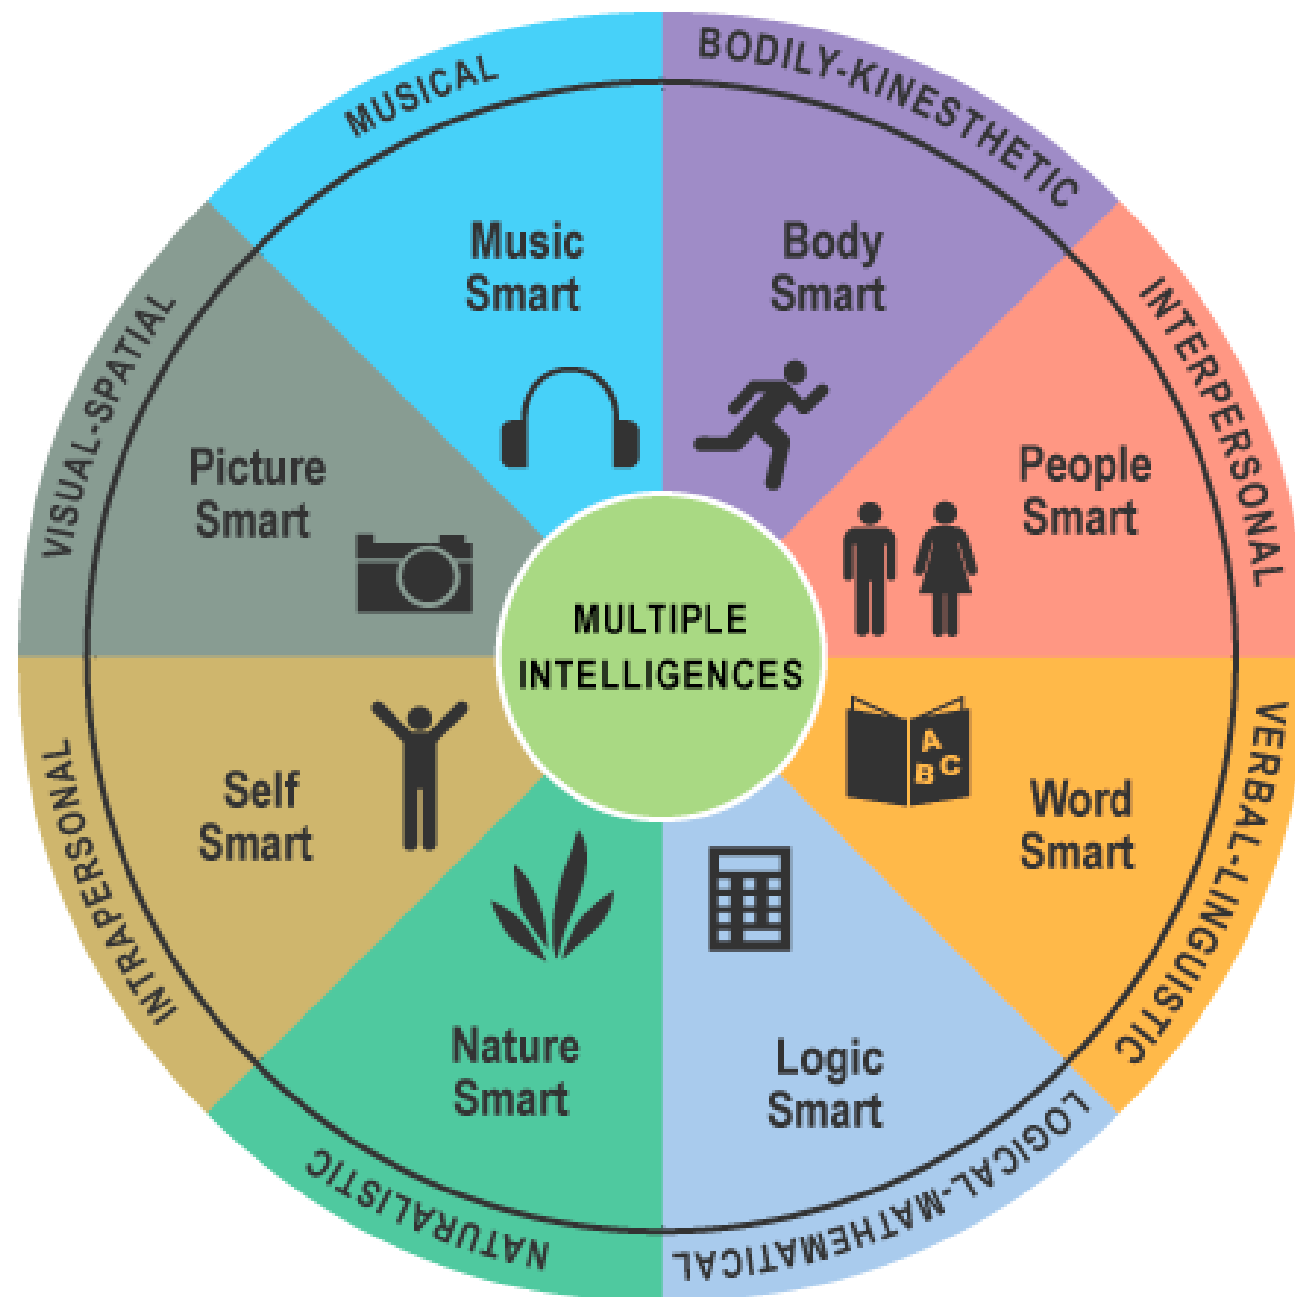 MUSICAL
BODILY-KINESTHETIC
INTERPERSONAL
VERBAL-LINGUISTIC
LOGICAL-MATHEMATICAL
NATURALISTIC
INTRAPERSONAL
VISUAL-SPATIAL
Music
Smart
Body
Smart
People
Smart
A
B C
Word
Smart
Logic
Smart
Nature
Smart
Self
Smart
Picture
Smart
MULTIPLE
INTELLIGENCES